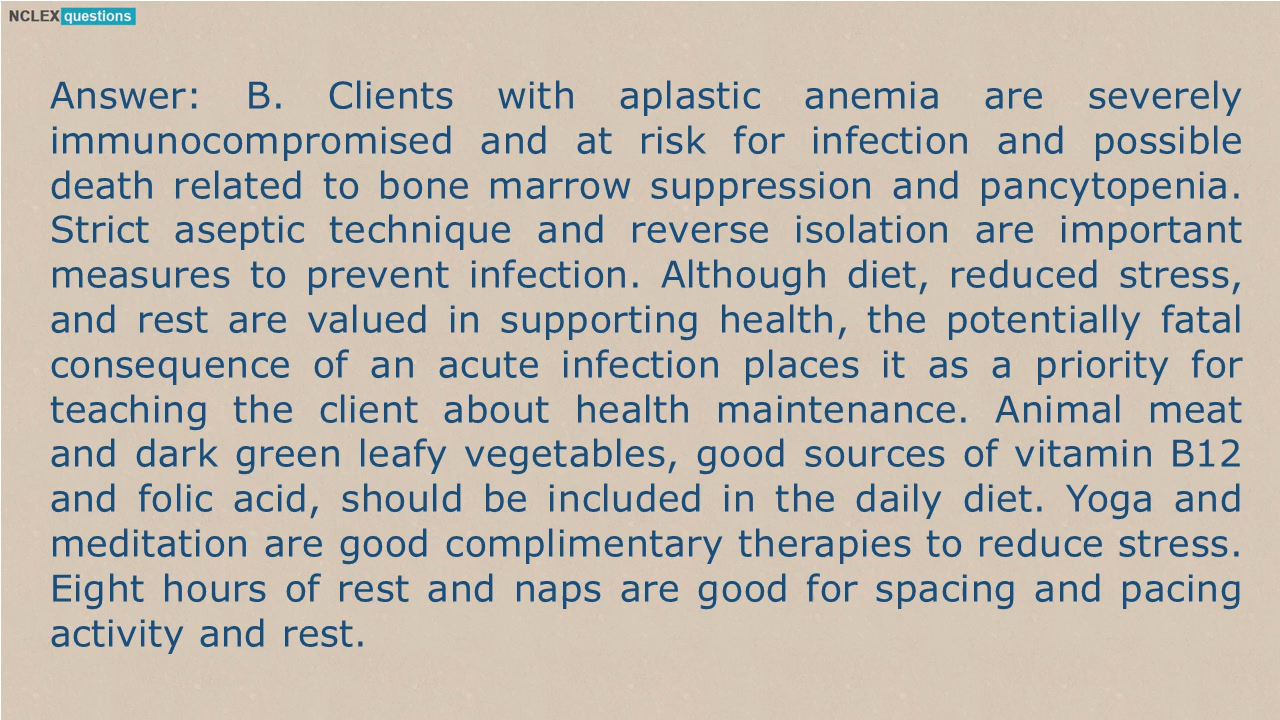 NCLEX questions
Answer: B. Clients with aplastic anemia are severely
immunocompromised and at risk for infection and possible
death related to bone marrow suppression and pancytopenia.
Strict aseptic technique and reverse isolation are important
measures to prevent infection. Although diet, reduced stress,
and rest are valued in supporting health, the potentially fatal
consequence of an acute infection places it as a priority for
teaching the client about health maintenance. Animal meat
and dark green leafy vegetables, good sources of vitamin B12
and folic acid, should be included in the daily diet. Yoga and
meditation are good complimentary therapies to reduce stress.
Eight hours of rest and naps are good for spacing and pacing
activity and rest.